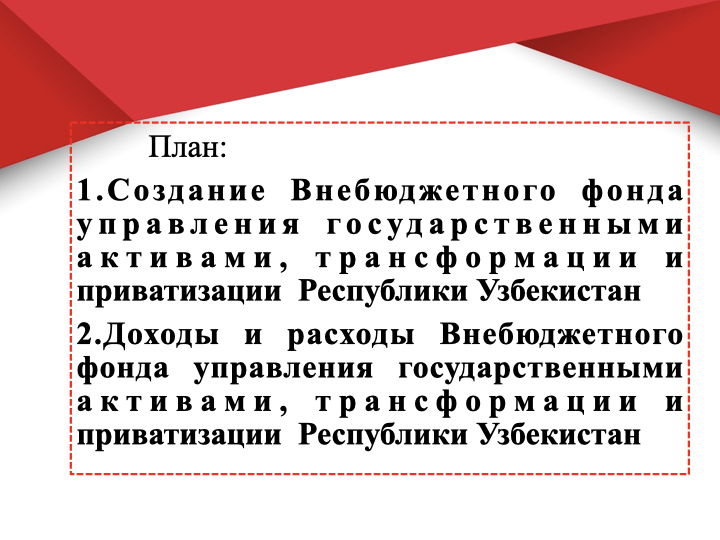 План:
1.Создание Внебюджетного фонда
управления государственными
активами, трансформации и
приватизации Республики Узбекистан
2.Доходы и расходы Внебюджетного
фонда управления государственными
активами, трансформации и
приватизации Республики Узбекистан